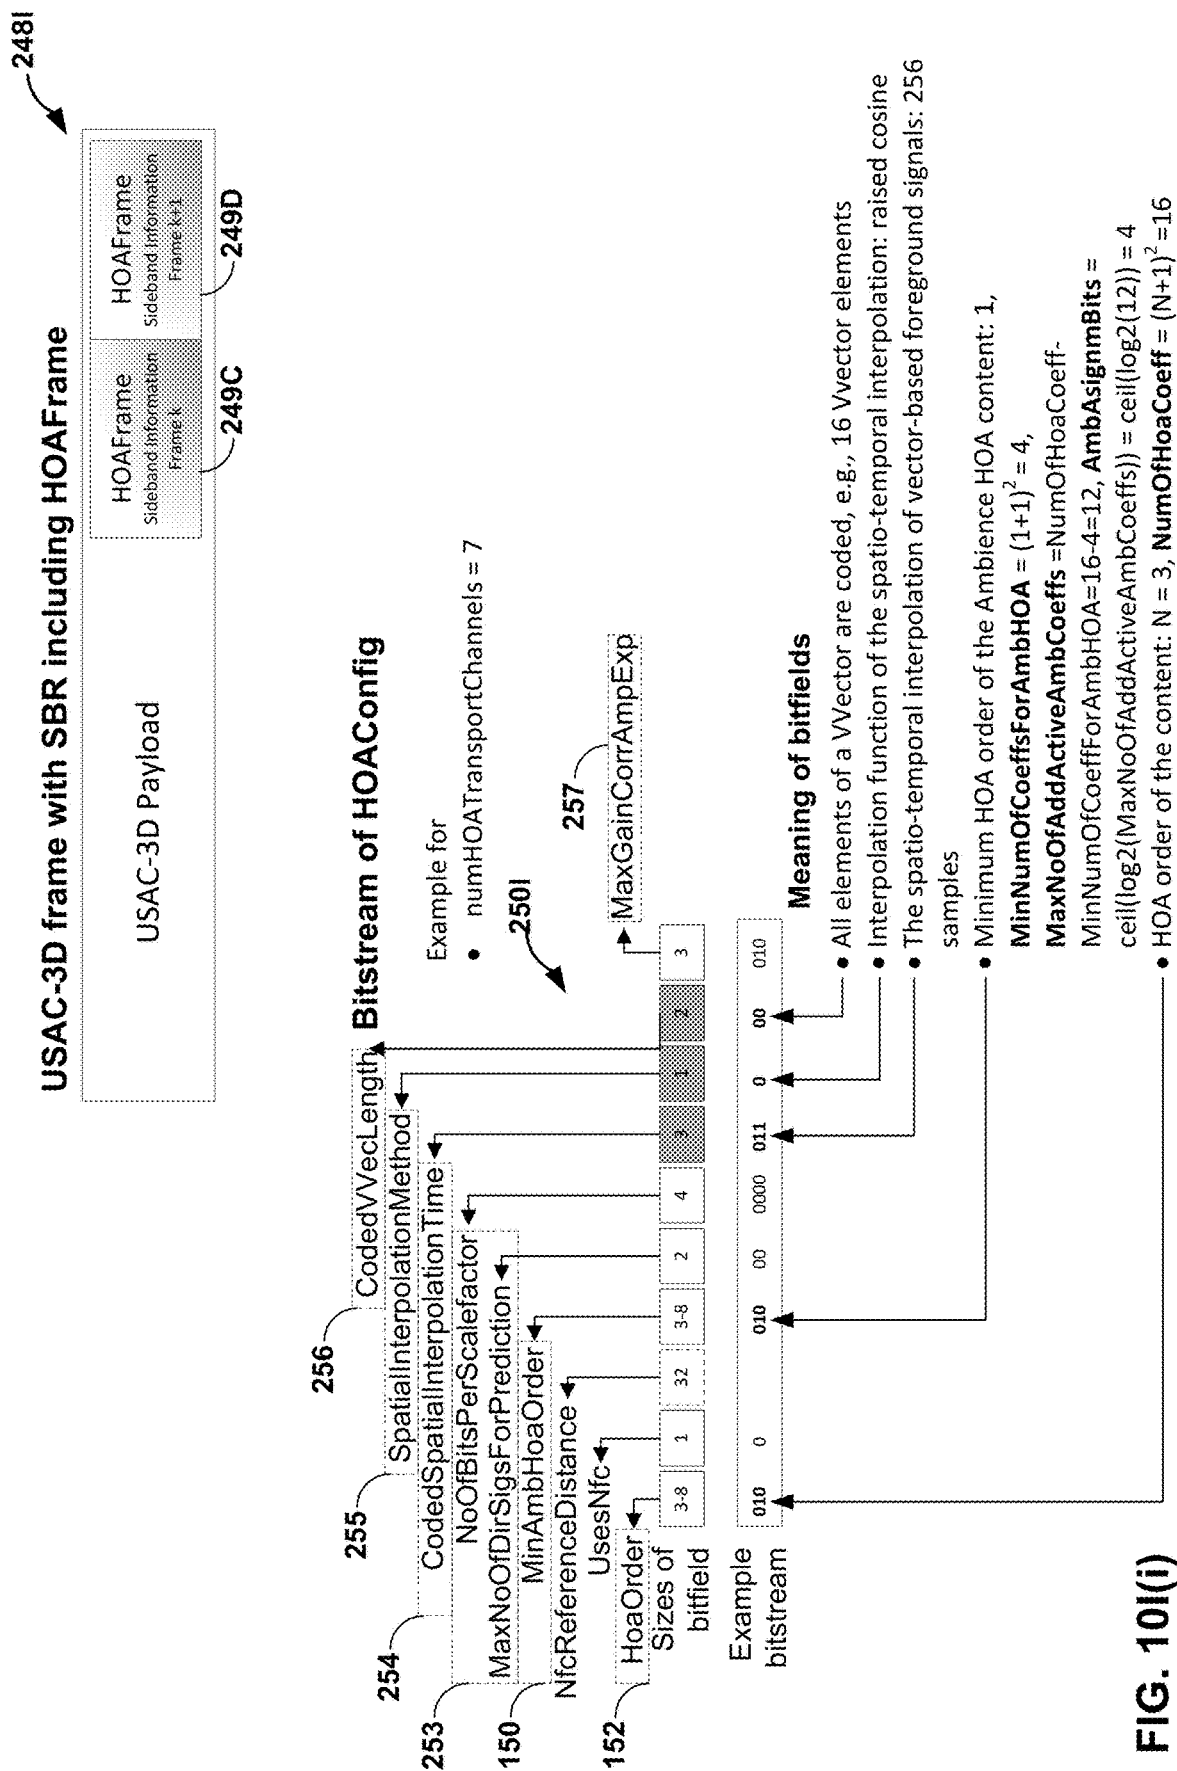 USAC-3D frame with SBR including HOAFrame
248I
USAC-3D Payload
HOAFrame
Sideband Information
Frame k
HOAFrame
Sideband Information
Frame k+1
249C
249D
Bitstream of HOAConfig
Example for
• numHOATransportChannels = 7
250I
256
CodedVVecLength
255
SpatialInterpolationMethod
254
CodedSpatialInterpolationTime
253
NoOfBitsPerScalefactor
MaxNoOfDirSigsForPrediction
150
MinAmbHoaOrder
NfcReferenceDistance
UsesNfc
152
HoaOrder
257
MaxGainCorrAmpExp
Sizes of
bitfield
3-8 1 32 3-8 2 4 3 1 2 3
Example
bitstream
010 0 010 00 0000 011 0 00 010
Meaning of bitfields
• All elements of a VVector are coded, e.g., 16 Vvector elements
• Interpolation function of the spatio-temporal interpolation: raised cosine
• The spatio-temporal interpolation of vector-based foreground signals: 256
samples
• Minimum HOA order of the Ambience HOA content: 1,
MinNumOfCoeffsForAmbHOA = (1+1)² = 4,
MaxNoOfAddActiveAmbCoeffs =NumOfHoaCoeff-
MinNumOfCoeffForAmbHOA=16-4=12, AmbAsignmBits =
ceil(log2(MaxNoOfAddActiveAmbCoeffs)) = ceil(log2(12)) = 4
• HOA order of the content: N = 3, NumOfHoaCoeff = (N+1)² =16
FIG. 10I(i)